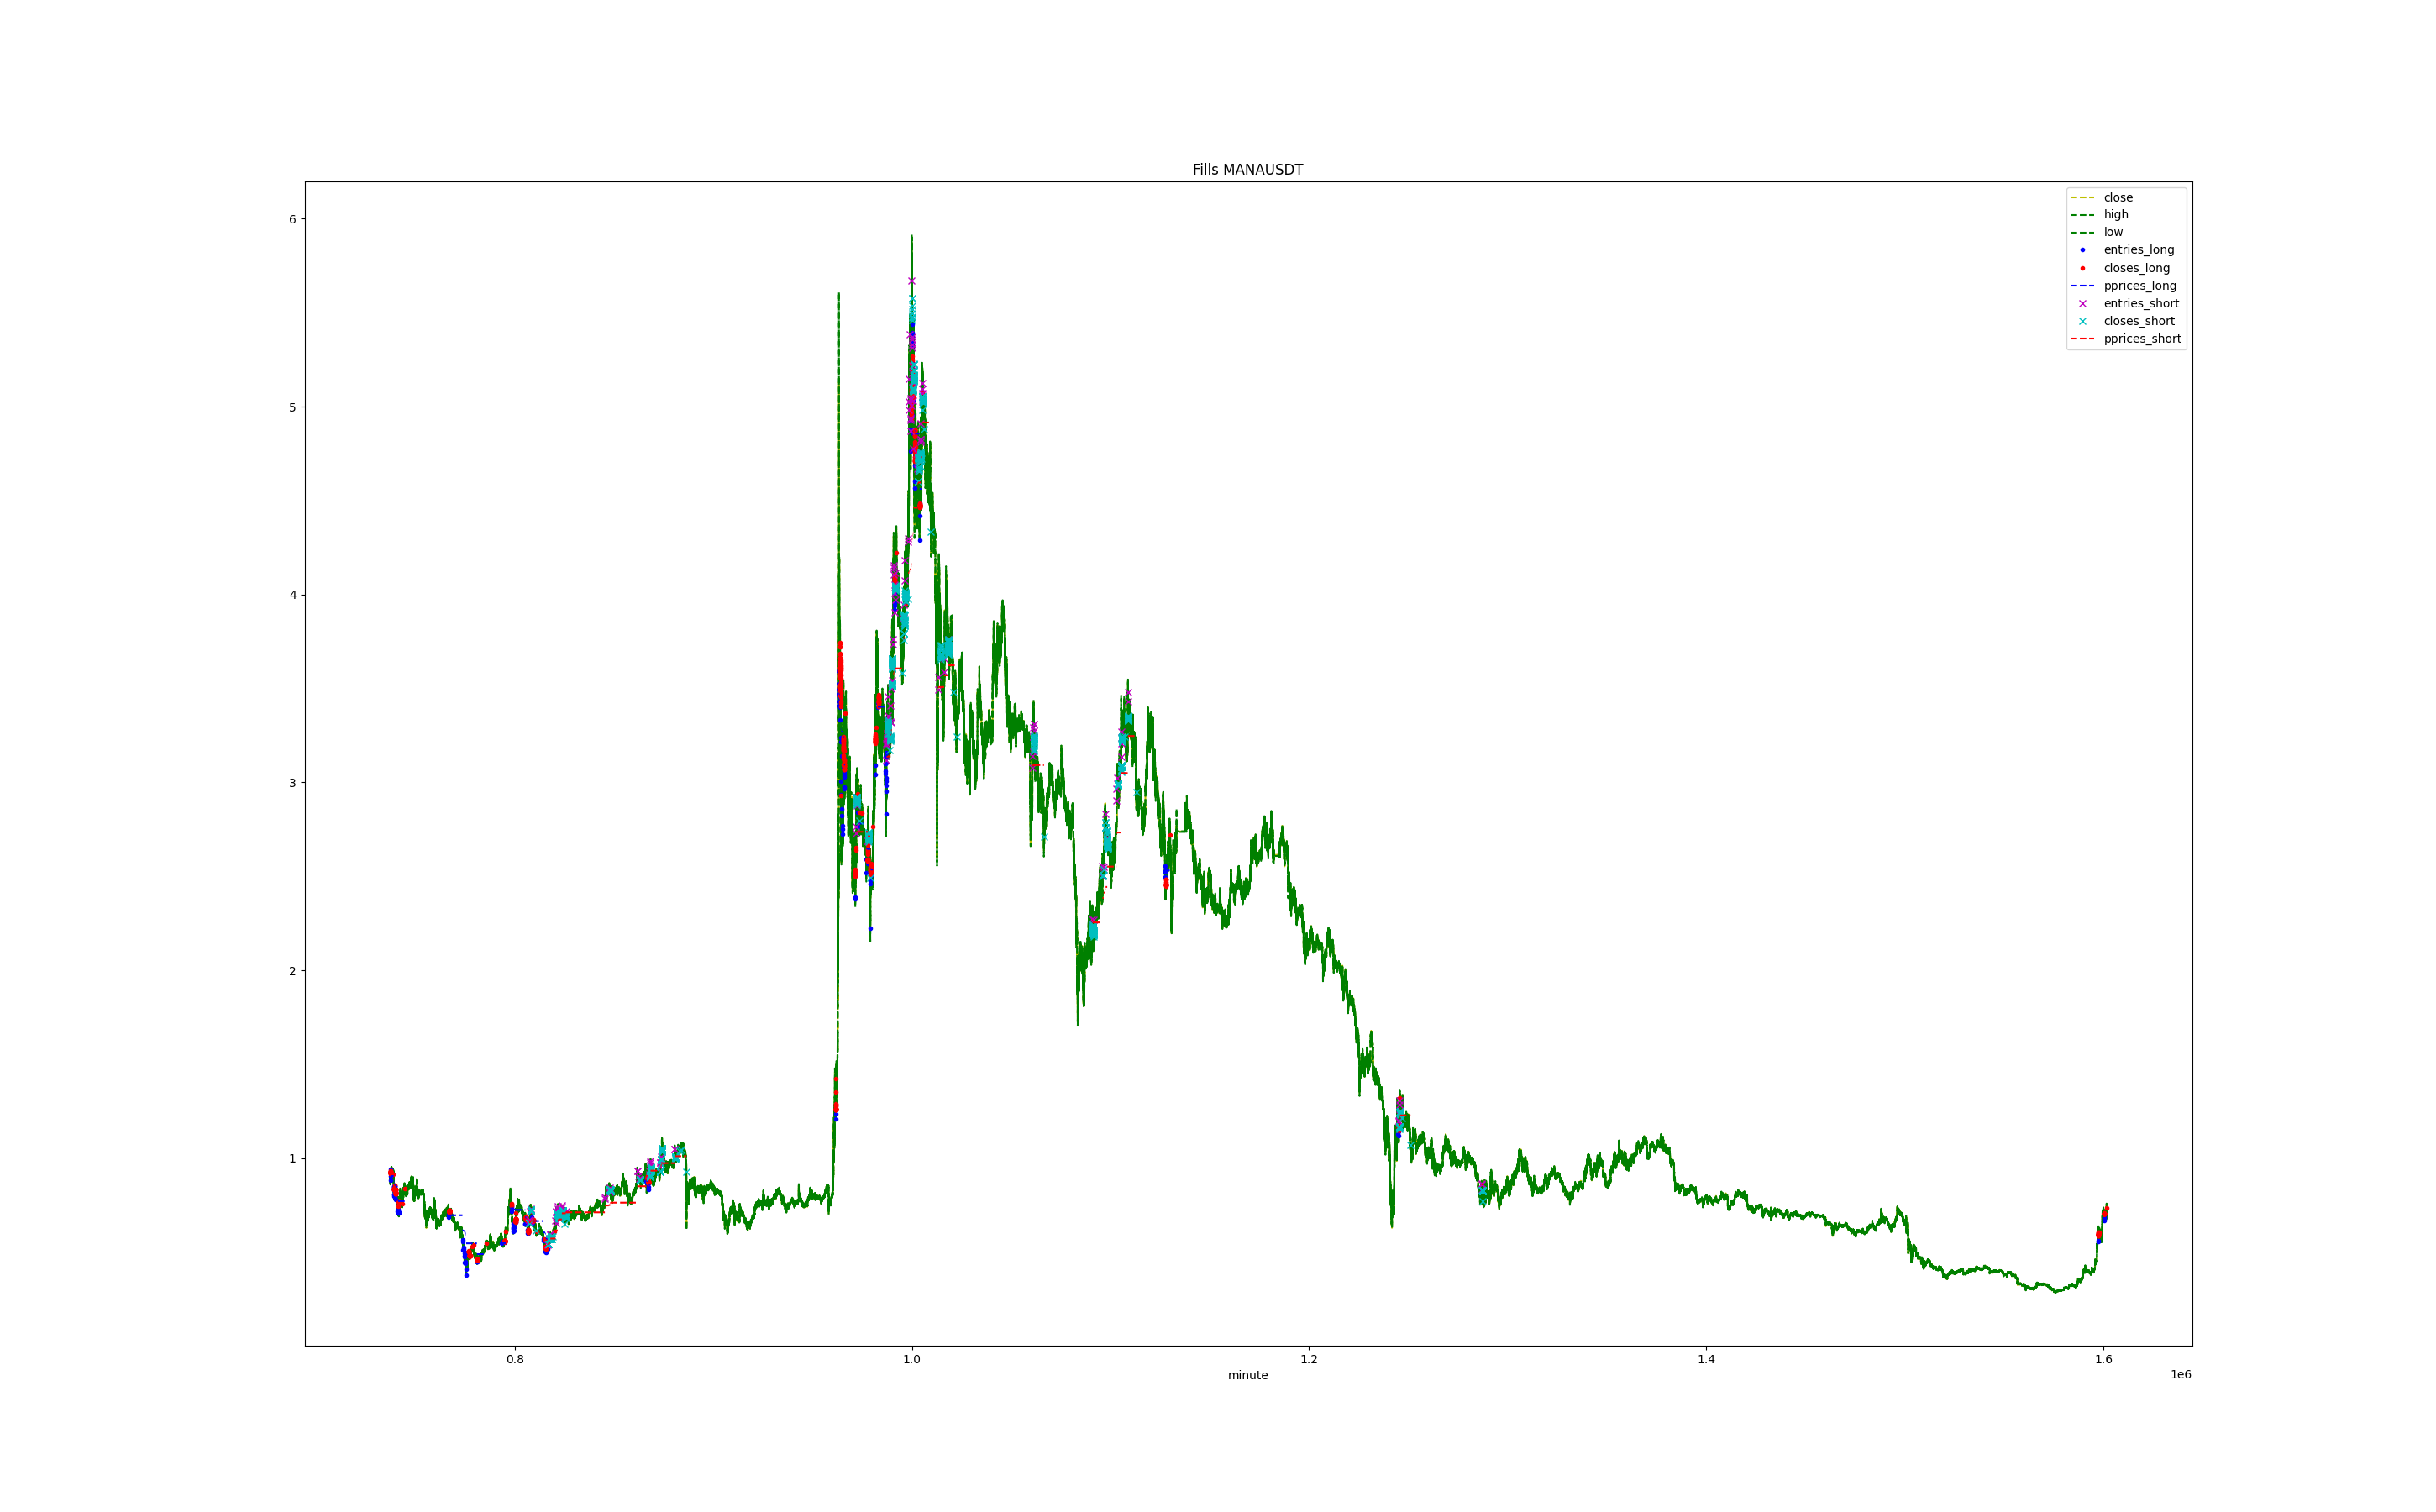 Fills MANAUSDT
close
high
low
entries_long
closes_long
pprices_long
entries_short
closes_short
pprices_short
6
5
4
3
2
1
0.8 1.0 1.2 1.4 1.6
minute
1e6